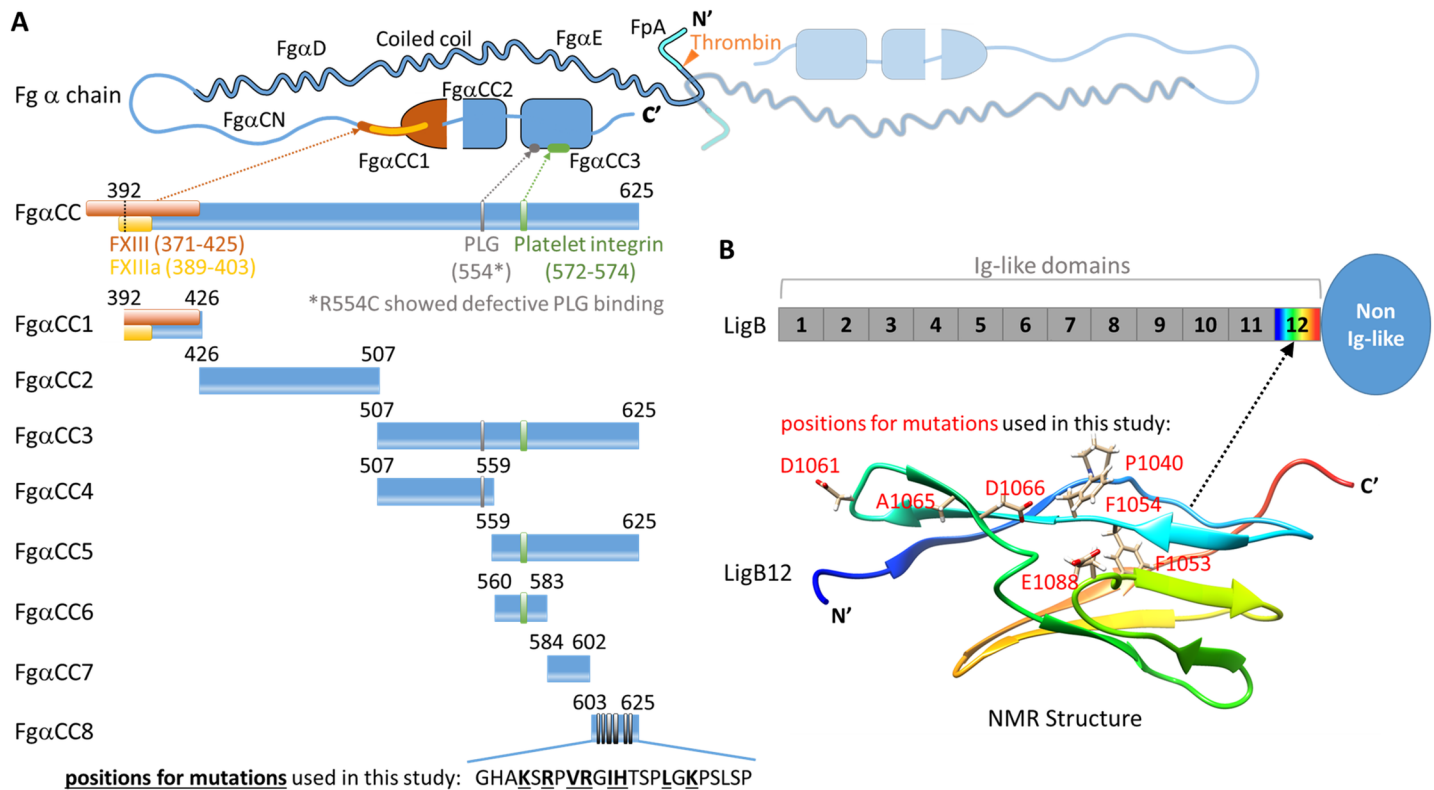 A
FgαD
Coiled coil
FgαE
FpA
N’
Thrombin
Fg α chain
FgαCN
FgαCC2
C’
FgαCC1
FgαCC3
392
625
FgαCC
FXIII (371-425)
FXIIIa (389-403)
PLG
(554*)
Platelet integrin
(572-574)
*R554C showed defective PLG binding
392 426
FgαCC1
426 507
FgαCC2
507 625
FgαCC3
507 559
FgαCC4
559 625
FgαCC5
560 583
FgαCC6
584 602
FgαCC7
603 625
FgαCC8
positions for mutations used in this study: GHAKSRPVRGIHTSPLGKPSLSP
B
Ig-like domains
LigB 1 2 3 4 5 6 7 8 9 10 11 12
Non
Ig-like
positions for mutations used in this study:
D1061
A1065
D1066
P1040
F1054
C’
F1053
E1088
LigB12
N’
NMR Structure